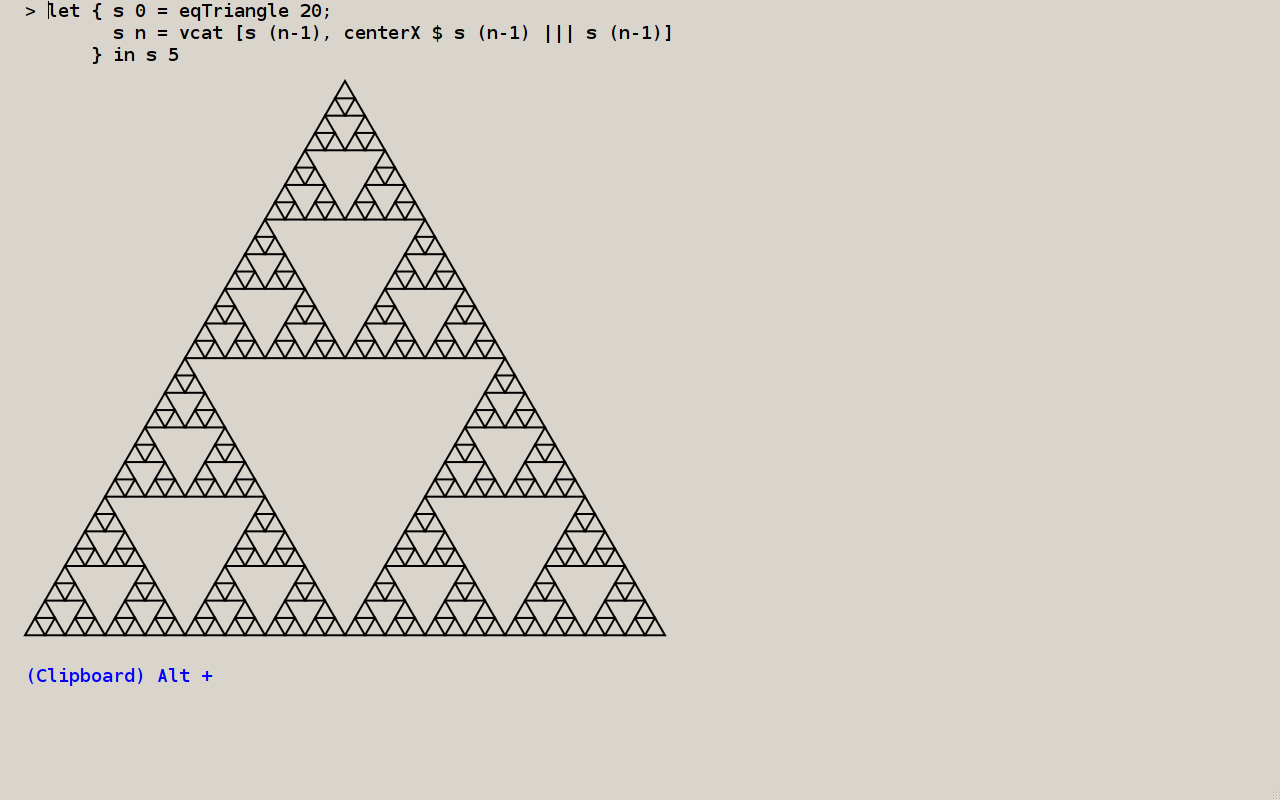 > let { s 0 = eqTriangle 20;
        s n = vcat [s (n-1), centerX $ s (n-1) ||| s (n-1)]
      } in s 5
(Clipboard) Alt +